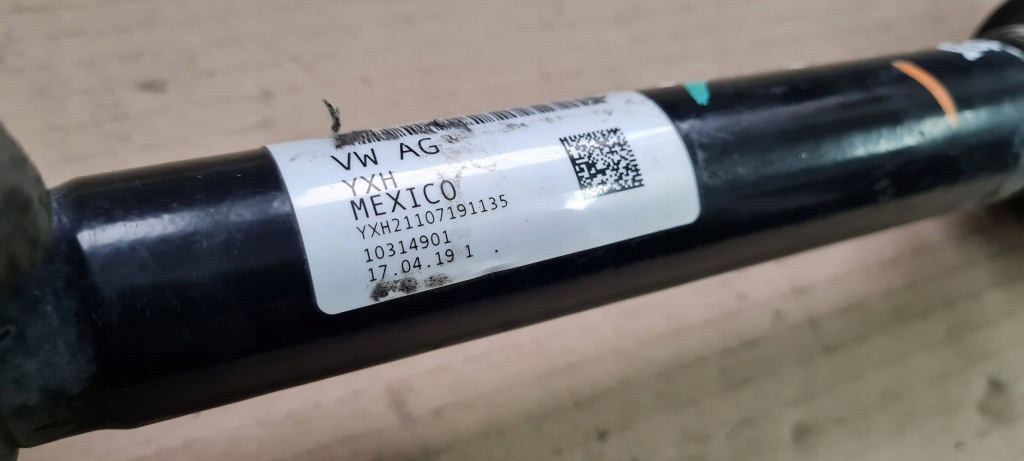 VW AG
YXH
MEXICO
YXH21107191135
10314901
17.04.19 1